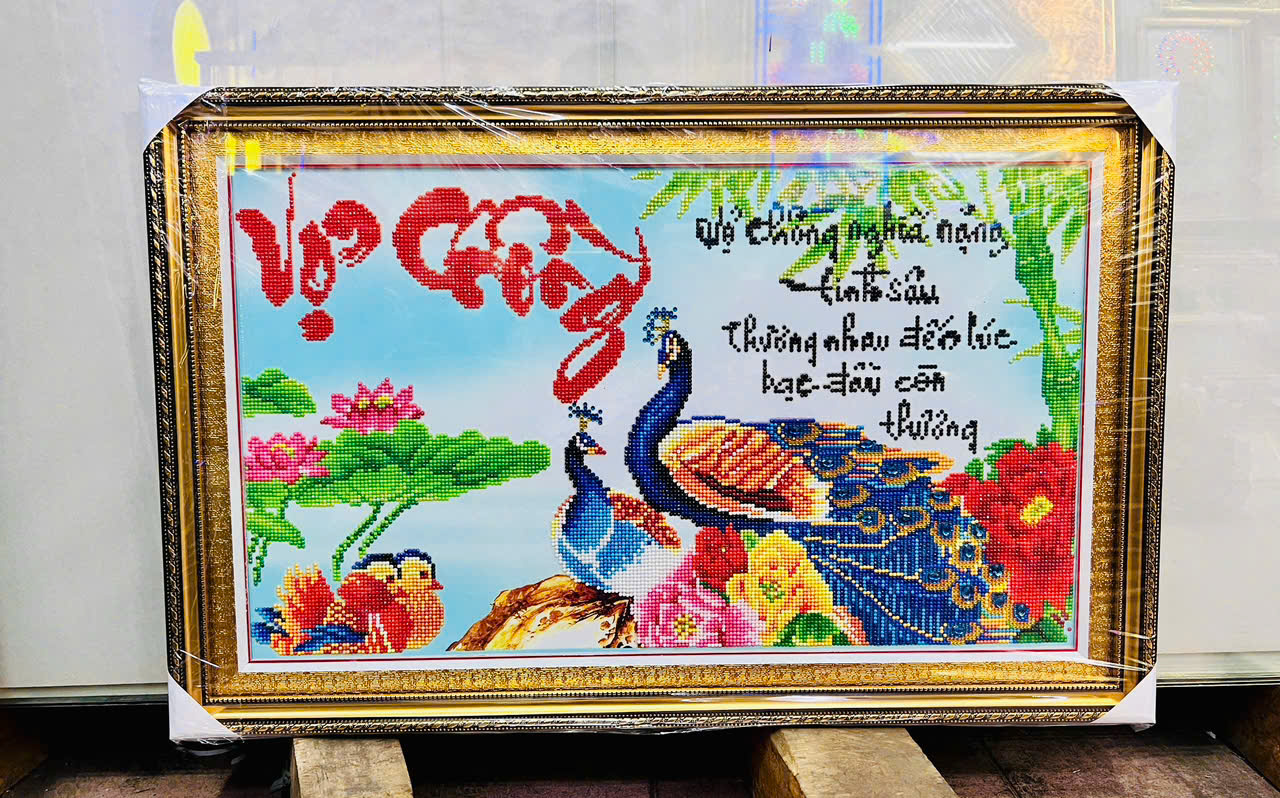 Vợ Chồng
Vợ chồng nghĩa nặng
tình sâu
Thương nhau đến lúc
bạc đầu còn
thương